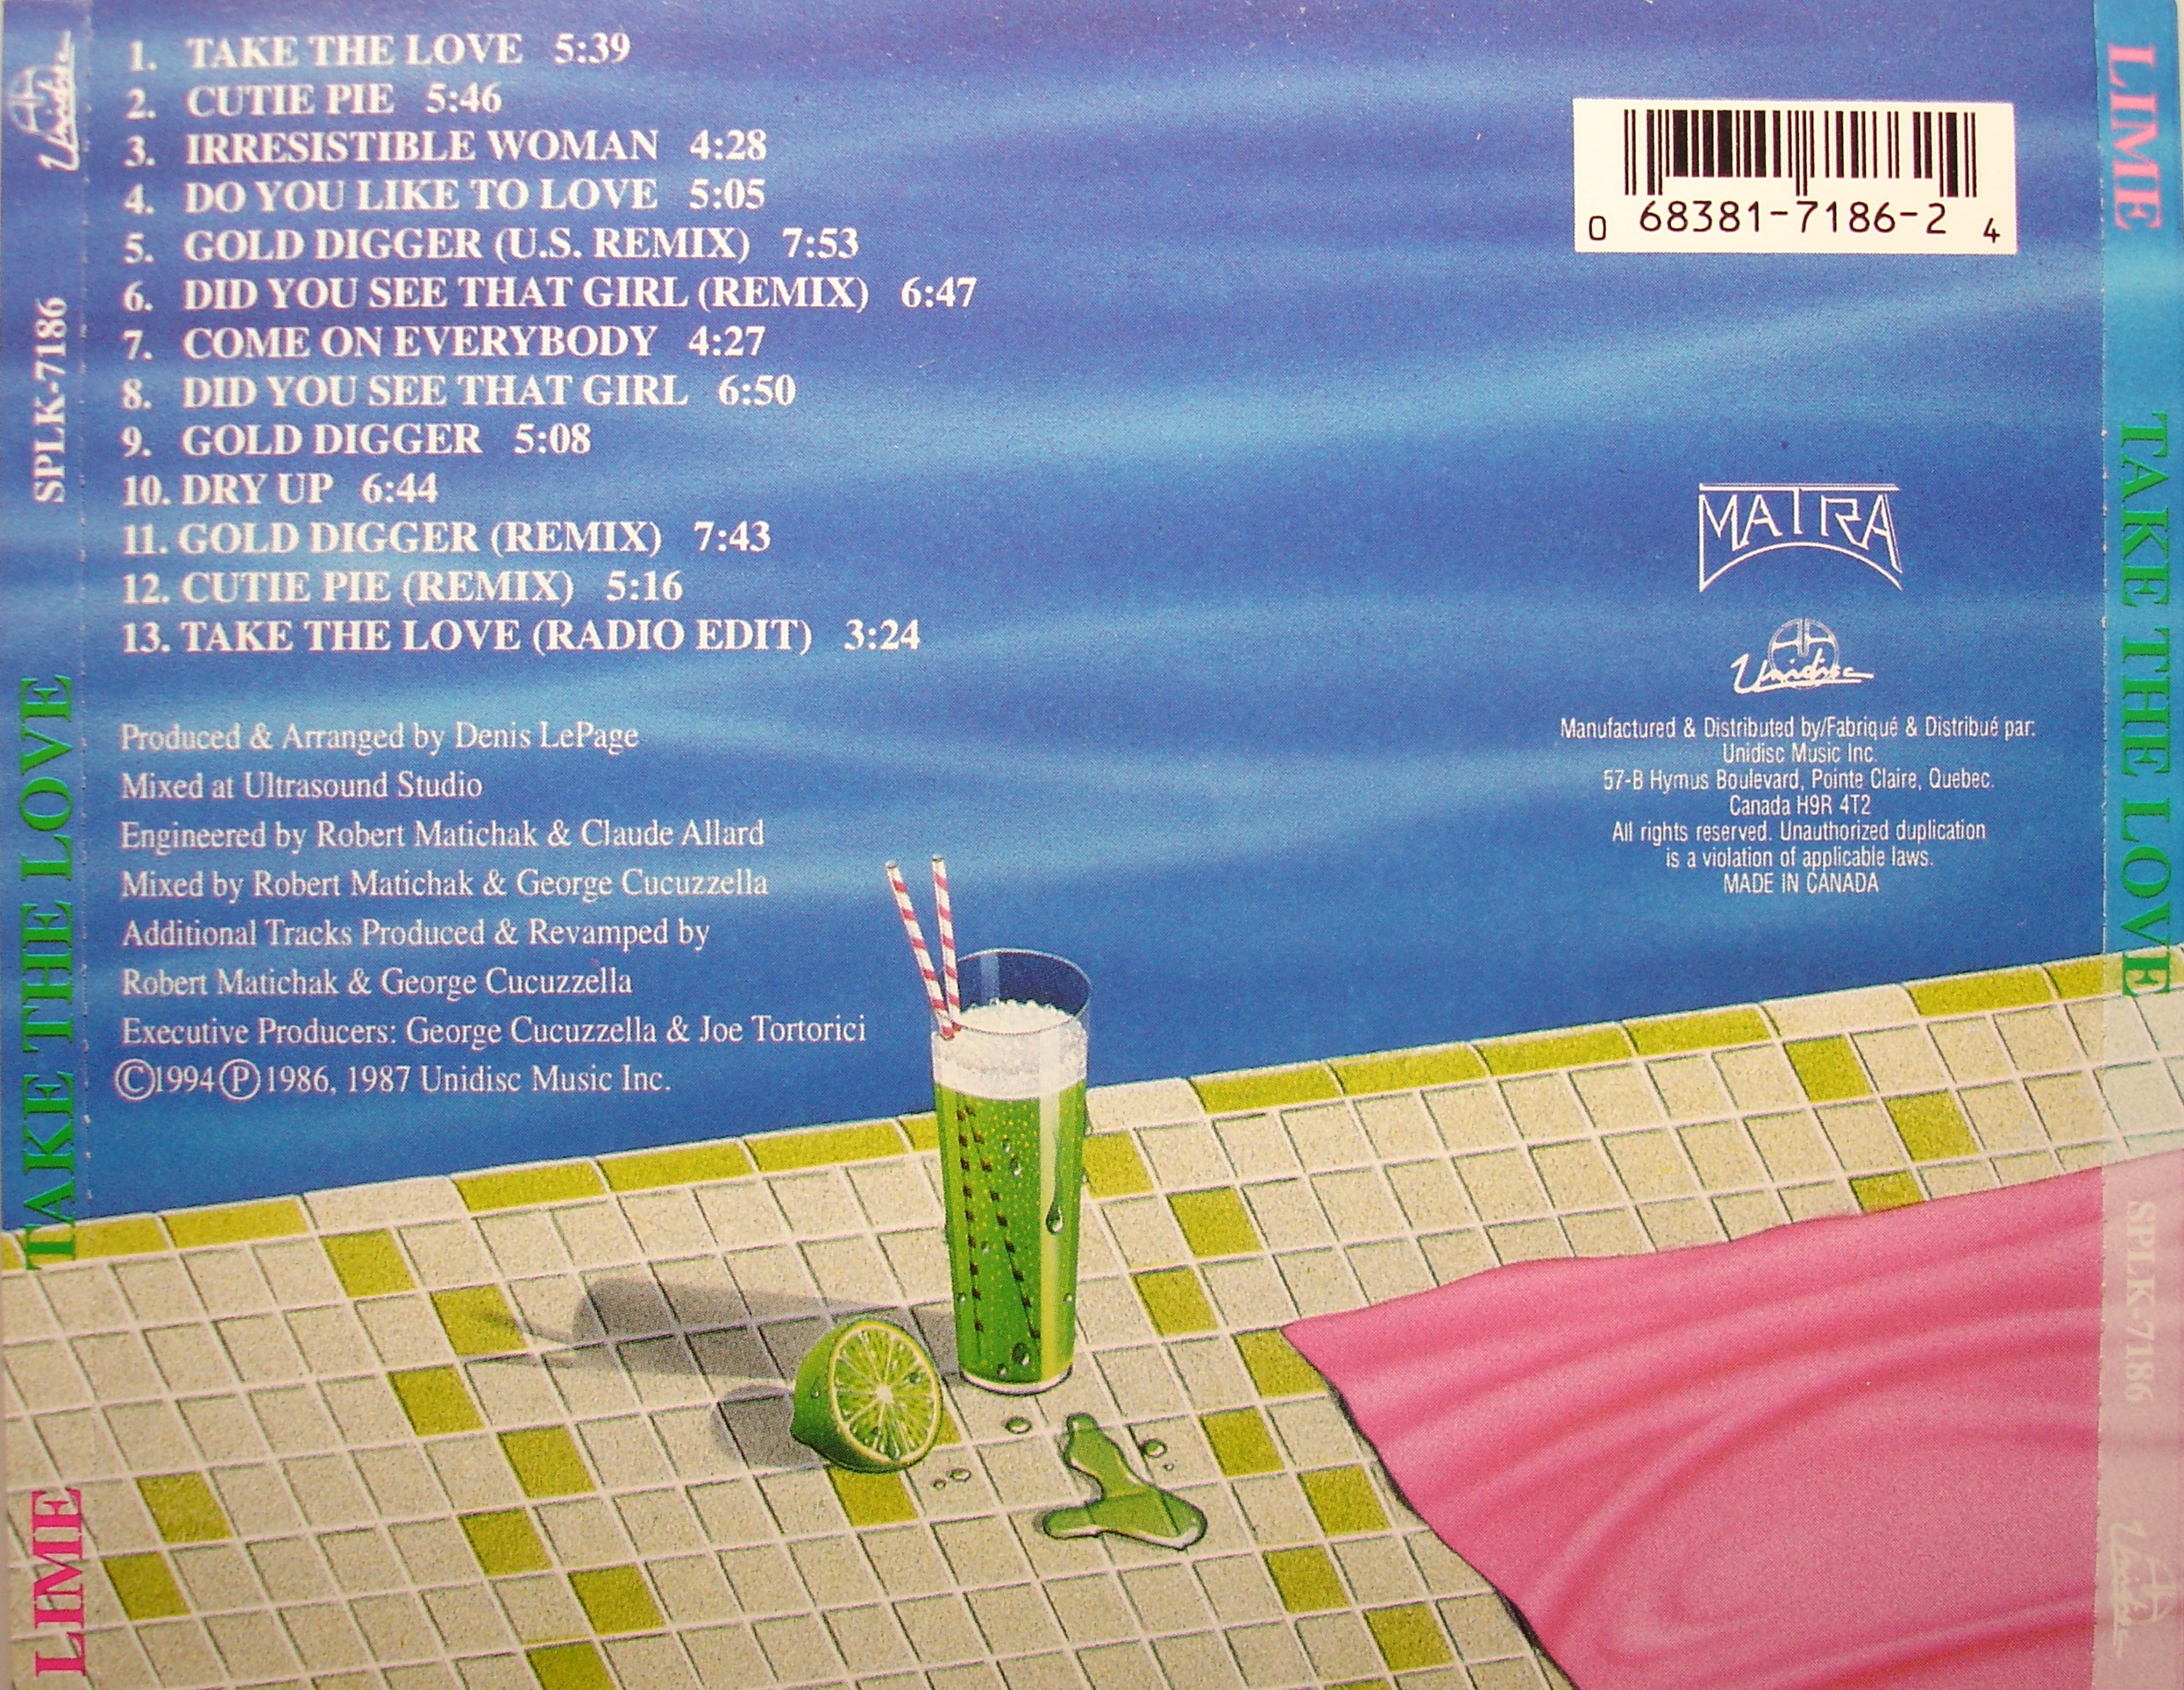 1. TAKE THE LOVE 5:39
2. CUTIE PIE 5:46
3. IRRESISTIBLE WOMAN 4:28
4. DO YOU LIKE TO LOVE 5:05
5. GOLD DIGGER (U.S. REMIX) 7:53
6. DID YOU SEE THAT GIRL (REMIX) 6:47
7. COME ON EVERYBODY 4:27
8. DID YOU SEE THAT GIRL 6:50
9. GOLD DIGGER 5:08
10. DRY UP 6:44
11. GOLD DIGGER (REMIX) 7:43
12. CUTIE PIE (REMIX) 5:16
13. TAKE THE LOVE (RADIO EDIT) 3:24
Produced & Arranged by Denis LePage
Mixed at Ultrasound Studio
Engineered by Robert Matichak & Claude Allard
Mixed by Robert Matichak & George Cucuzzella
Additional Tracks Produced & Revamped by
Robert Matichak & George Cucuzzella
Executive Producers: George Cucuzzella & Joe Tortorici
©1994 ℗1986, 1987 Unidisc Music Inc.
0 68381-7186-2 4
MATRA
Unidisc
Manufactured & Distributed by/Fabriqué & Distribué par:
Unidisc Music Inc.
57-B Hymus Boulevard, Pointe Claire, Quebec.
Canada H9R 4T2
All rights reserved. Unauthorized duplication
is a violation of applicable laws.
MADE IN CANADA
LIME TAKE THE LOVE SPLK-7186 Unidisc
LIME TAKE THE LOVE SPLK-7186 Unidisc